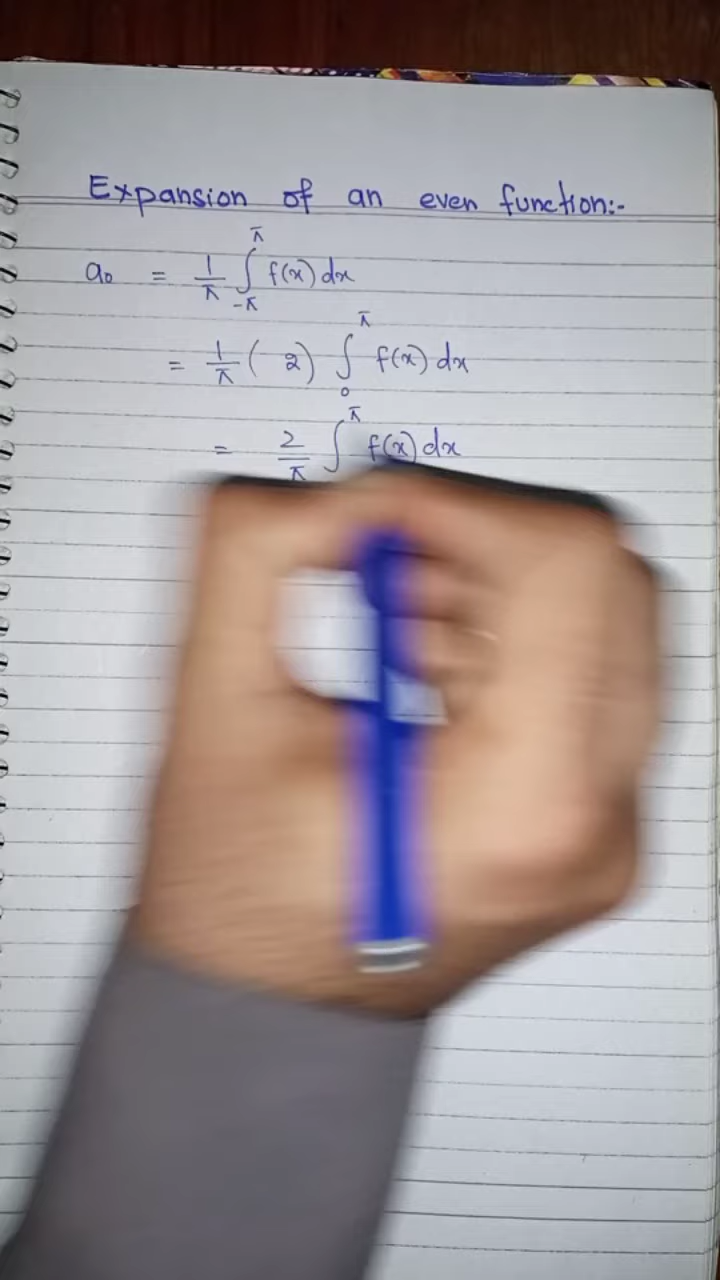 Expansion of an even function:-
a₀ = 1/π ∫_{-π}^{π} f(x) dx
= 1/π ( 2) ∫_{0}^{π} f(x) dx
= 2/π ∫^{π} f(x) dx